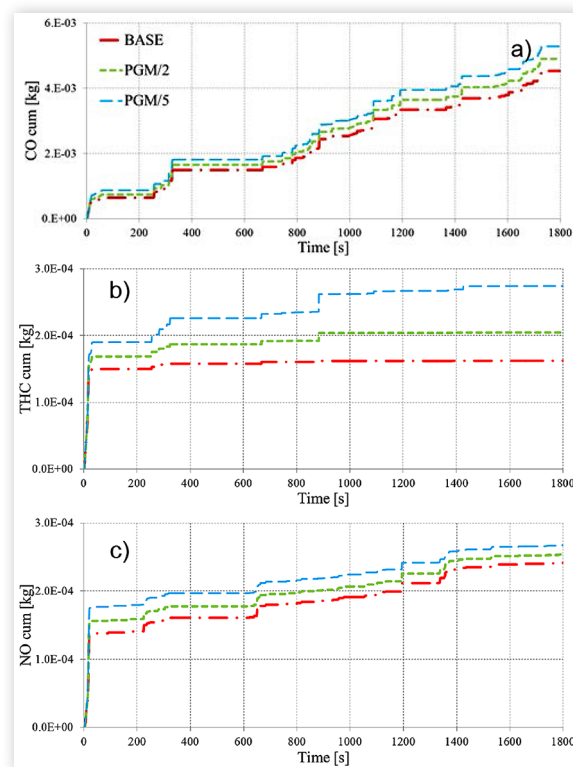 6.E-03
BASE
a)
PGM/2
4.E-03
PGM/5
CO cum [kg]
2.E-03
0.E+00
0 200 400 600 800 1000 1200 1400 1600 1800
Time [s]
3.0E-04
b)
2.0E-04
THC cum [kg]
1.0E-04
0.0E+00
0 200 400 600 800 1000 1200 1400 1600 1800
Time [s]
3.0E-04
c)
2.0E-04
NO cum [kg]
1.0E-04
0.0E+00
0 200 400 600 800 1000 1200 1400 1600 1800
Time [s]